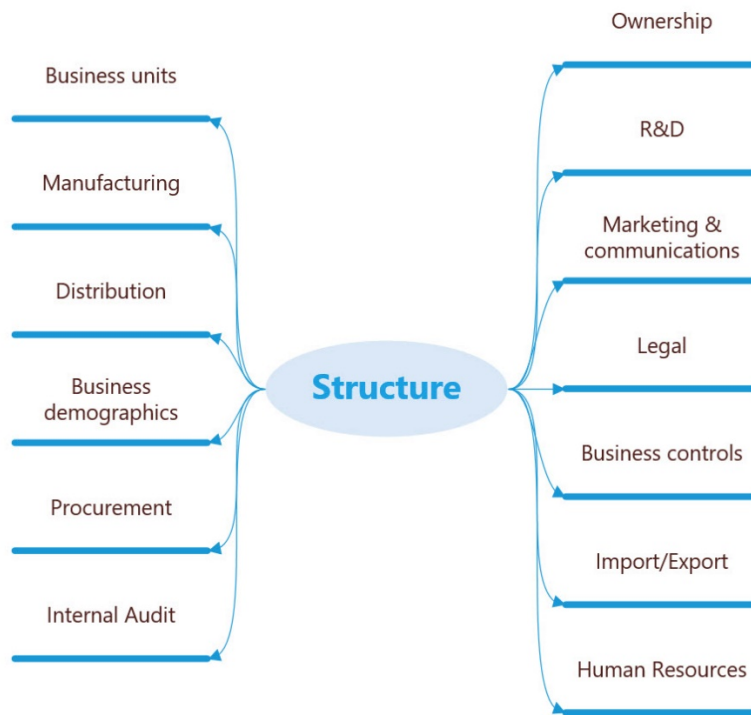 Business units
Manufacturing
Distribution
Business
demographics
Procurement
Internal Audit
Structure
Ownership
R&D
Marketing &
communications
Legal
Business controls
Import/Export
Human Resources